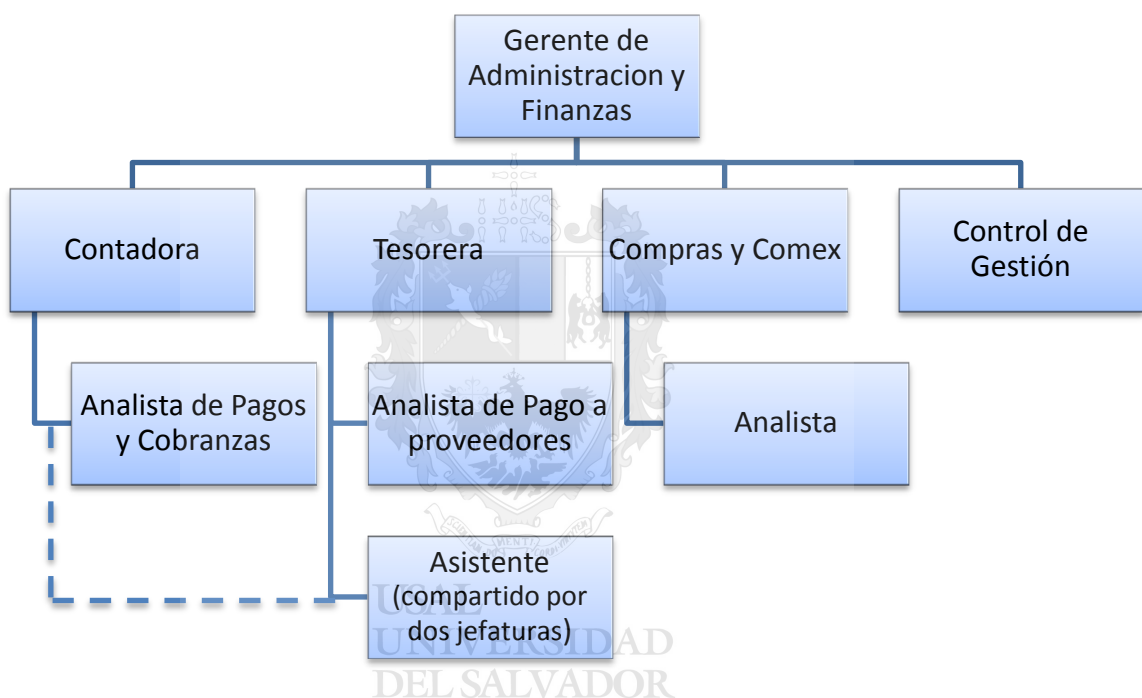 Gerente de
Administracion y
Finanzas
Contadora
Tesorera
Compras y Comex
Control de
Gestión
Analista de Pagos
y Cobranzas
Analista de Pago a
proveedores
Analista
Asistente
(compartido por
dos jefaturas)
MENTI
USAL
UNIVERSIDAD
DEL SALVADOR